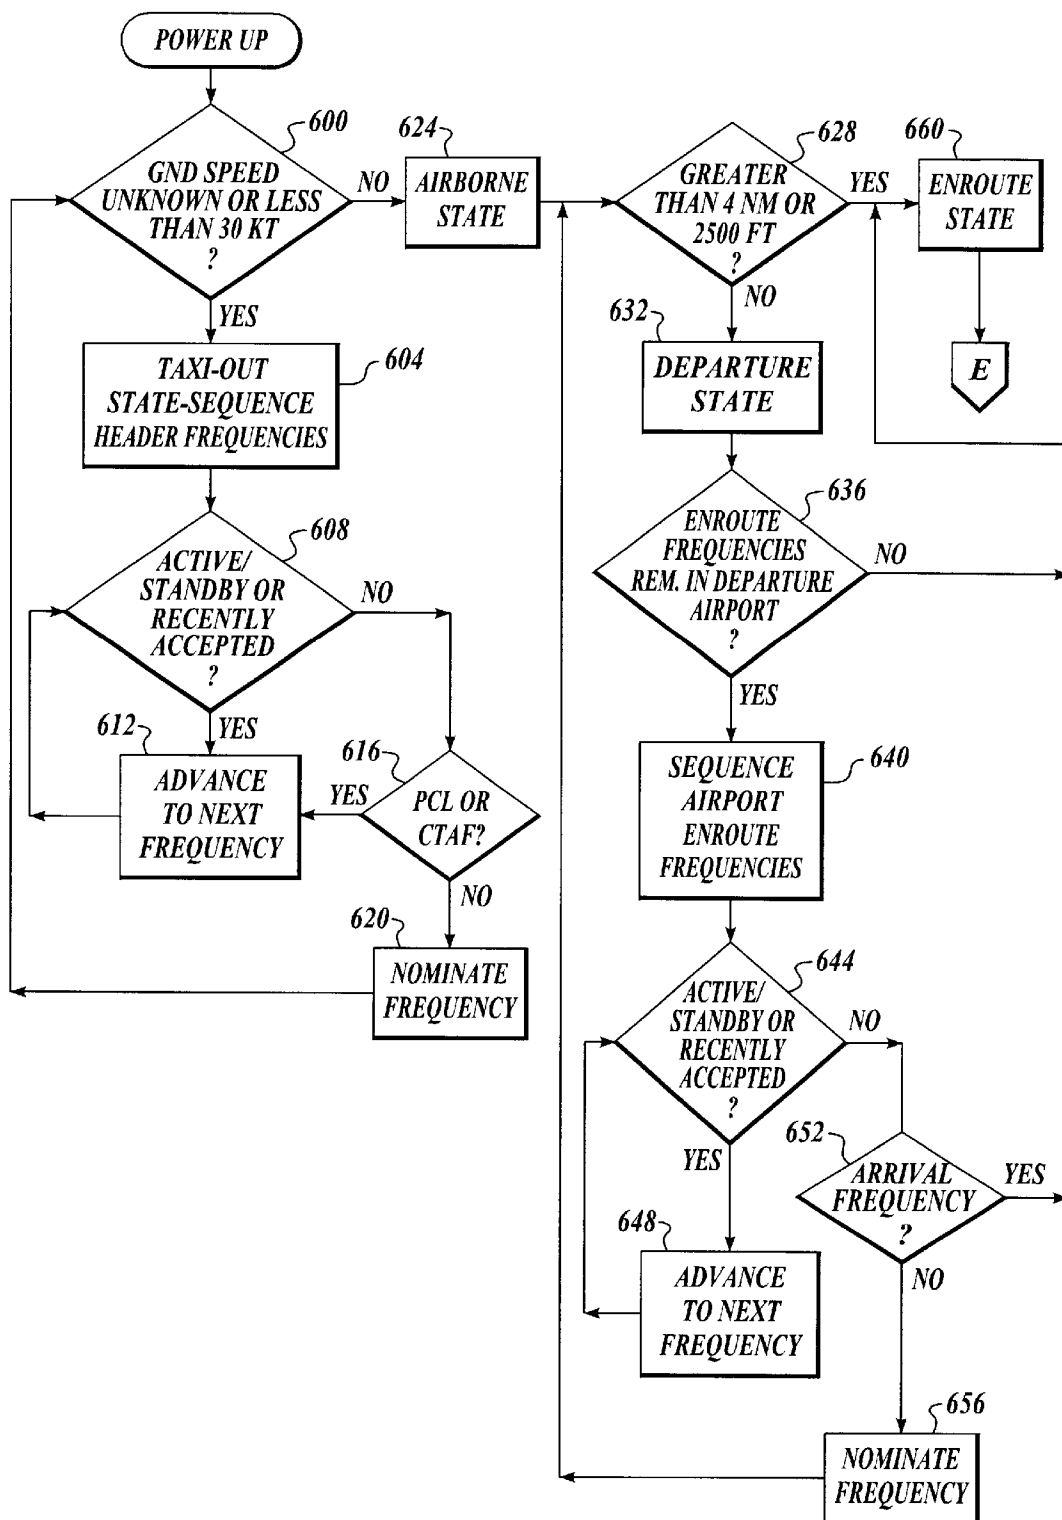 POWER UP
600
GND SPEED
UNKNOWN OR LESS
THAN 30 KT
?
NO
YES
624
AIRBORNE
STATE
628
GREATER
THAN 4 NM OR
2500 FT
?
YES
NO
660
ENROUTE
STATE
E
604
TAXI-OUT
STATE-SEQUENCE
HEADER FREQUENCIES
632
DEPARTURE
STATE
608
ACTIVE/
STANDBY OR
RECENTLY
ACCEPTED
?
NO
YES
636
ENROUTE
FREQUENCIES
REM. IN DEPARTURE
AIRPORT
?
NO
YES
612
ADVANCE
TO NEXT
FREQUENCY
616
YES
PCL OR
CTAF?
NO
620
NOMINATE
FREQUENCY
640
SEQUENCE
AIRPORT
ENROUTE
FREQUENCIES
644
ACTIVE/
STANDBY OR
RECENTLY
ACCEPTED
?
NO
YES
648
ADVANCE
TO NEXT
FREQUENCY
652
ARRIVAL
FREQUENCY
?
YES
NO
656
NOMINATE
FREQUENCY